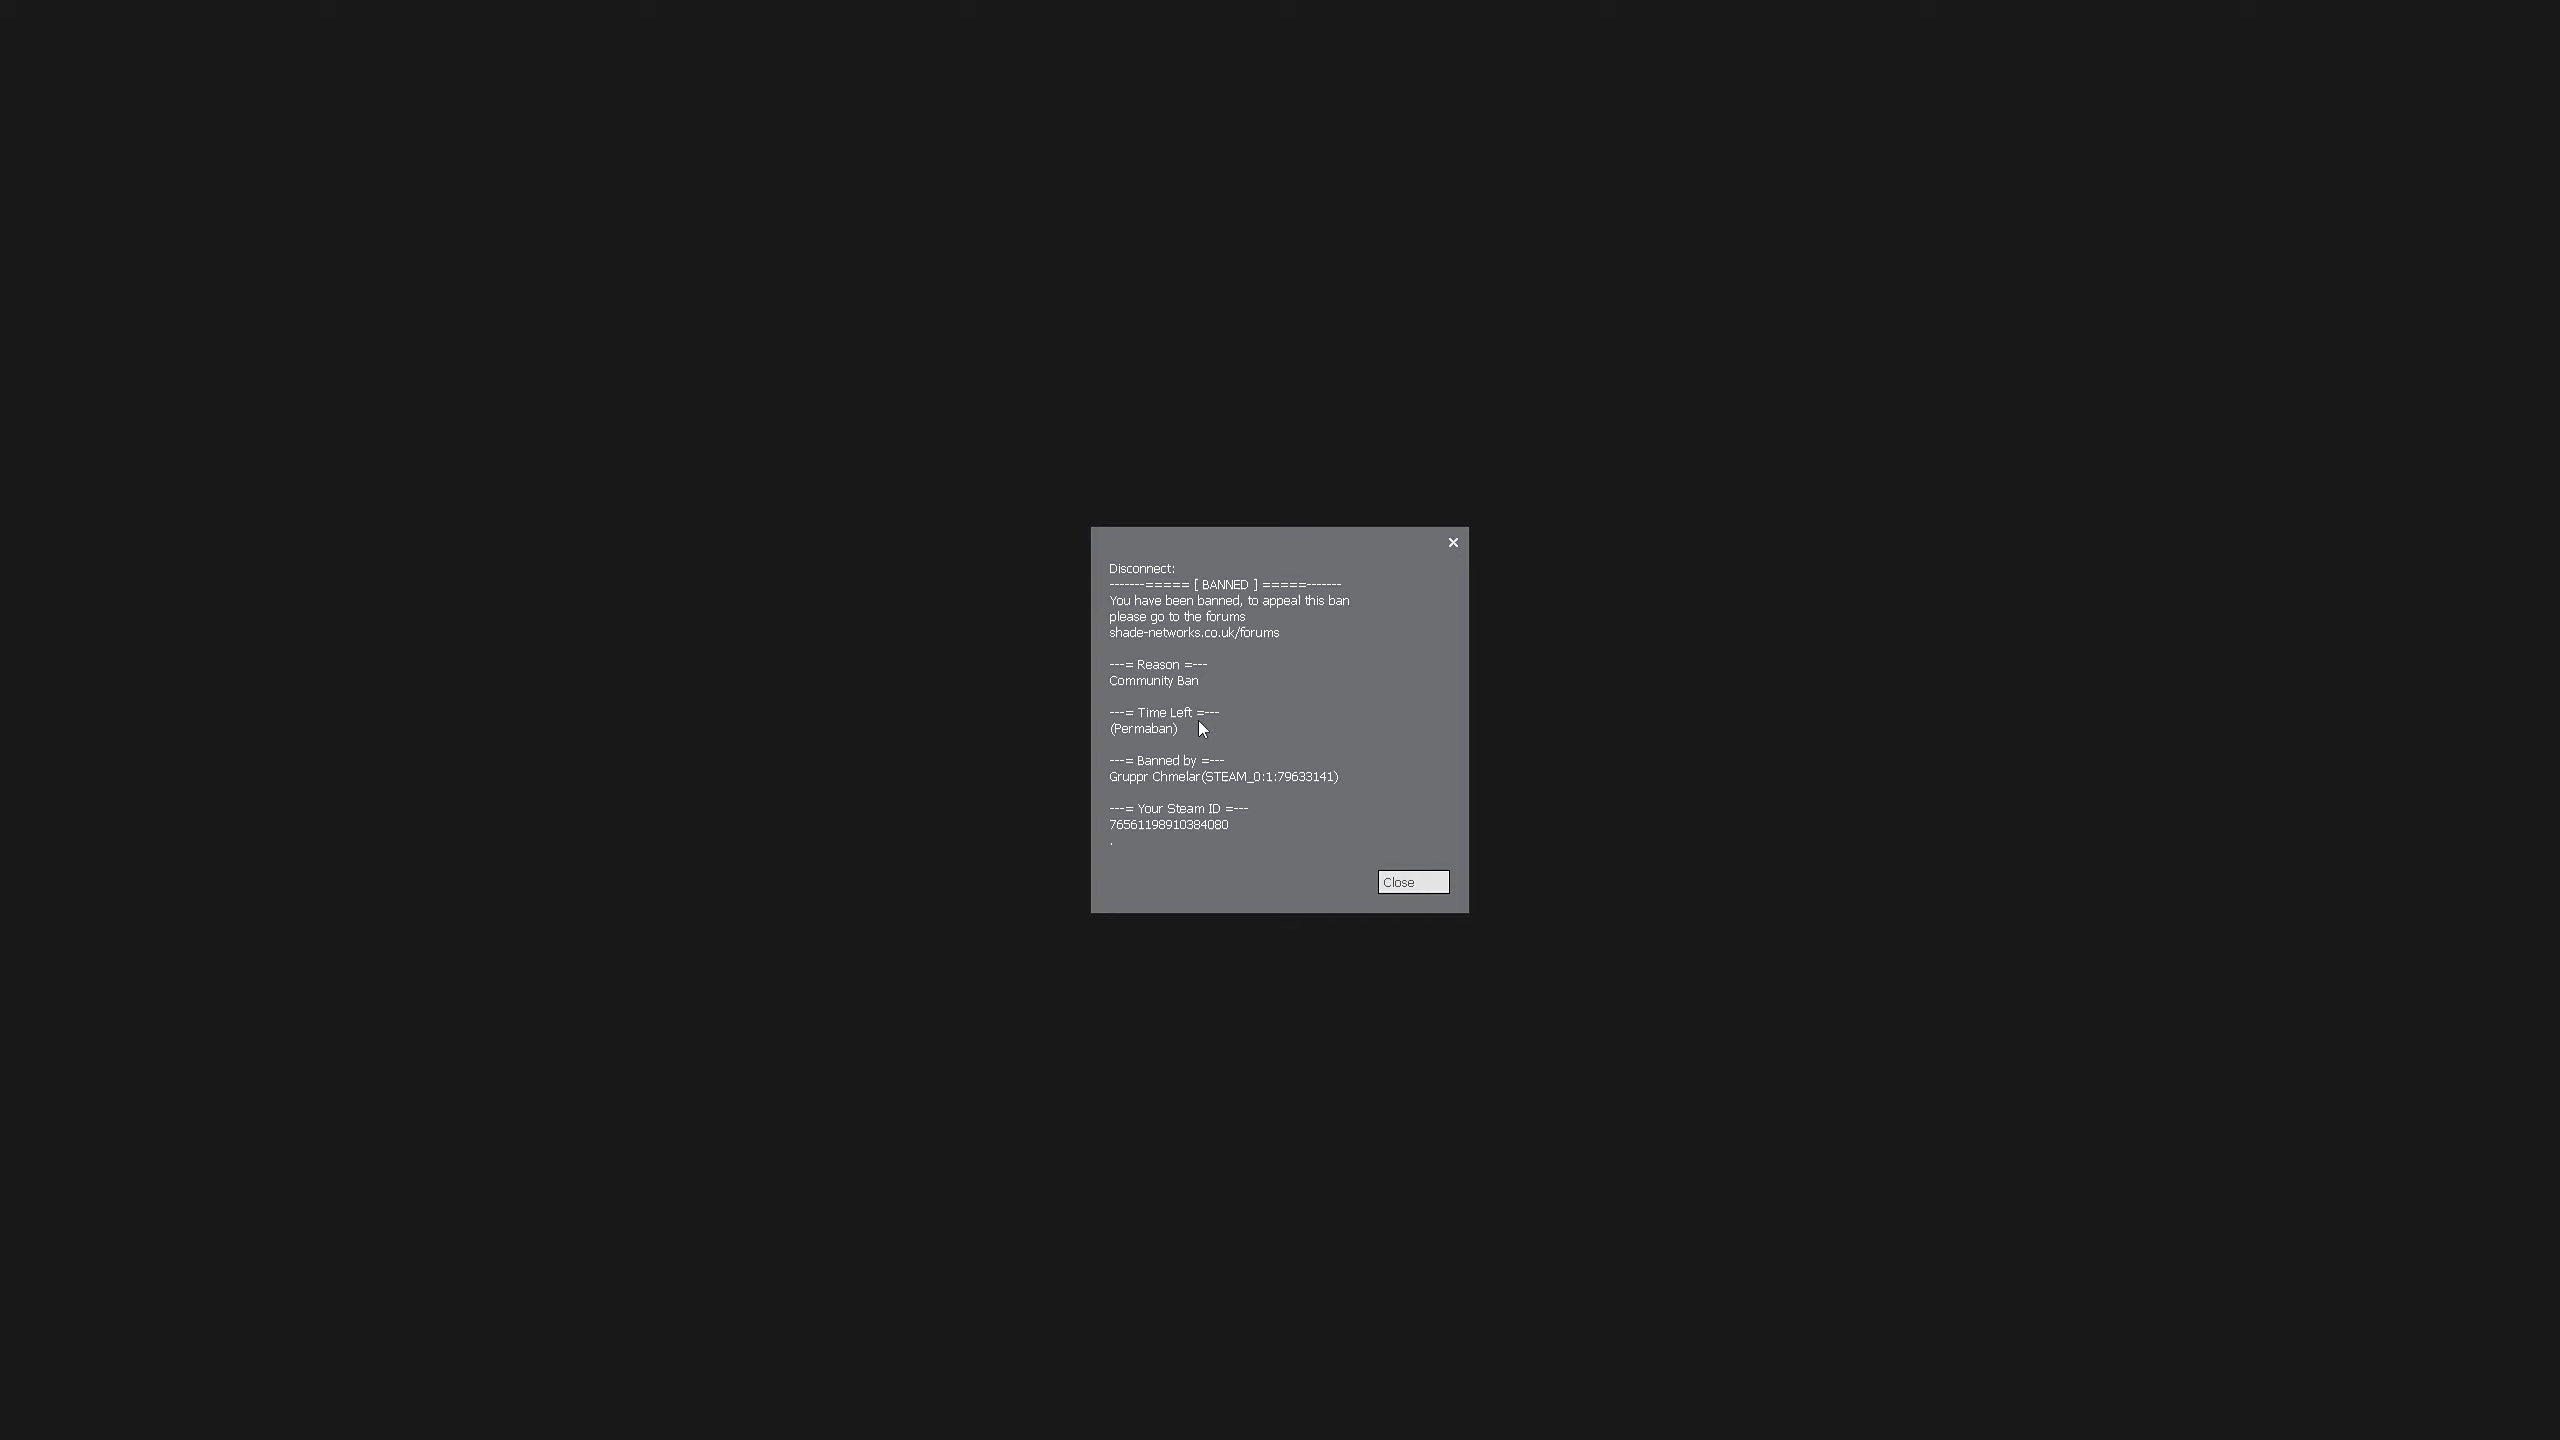 Disconnect:
-------===== [ BANNED ] =====-------
You have been banned, to appeal this ban
please go to the forums
shade-networks.co.uk/forums
---= Reason =---
Community Ban
---= Time Left =---
(Permaban)
---= Banned by =---
Gruppr Chmelar(STEAM_0:1:79633141)
---= Your Steam ID =---
76561198910384080
.
Close